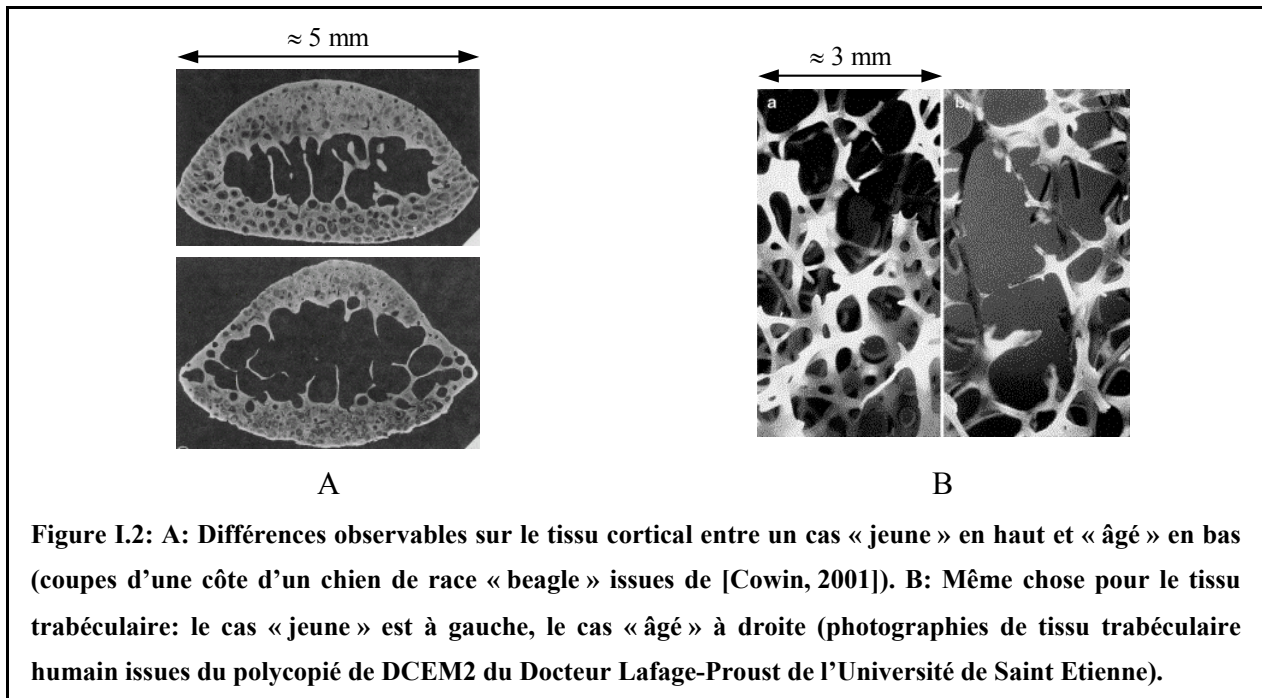 ≈ 5 mm
≈ 3 mm
a
b
A
B
Figure I.2: A: Différences observables sur le tissu cortical entre un cas « jeune » en haut et « âgé » en bas
(coupes d’une côte d’un chien de race « beagle » issues de [Cowin, 2001]). B: Même chose pour le tissu
trabéculaire: le cas « jeune » est à gauche, le cas « âgé » à droite (photographies de tissu trabéculaire
humain issues du polycopié de DCEM2 du Docteur Lafage-Proust de l’Université de Saint Etienne).